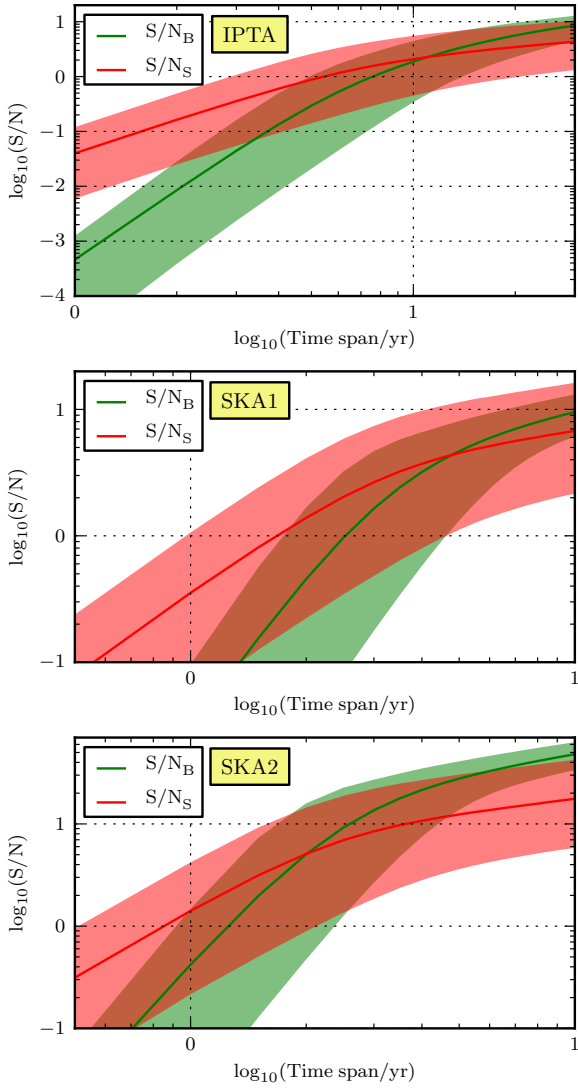 S/N_B
S/N_S
IPTA
log₁₀(S/N)
1
0
−1
−2
−3
−4
0
1
log₁₀(Time span/yr)
S/N_B
S/N_S
SKA1
log₁₀(S/N)
1
0
−1
0
1
log₁₀(Time span/yr)
S/N_B
S/N_S
SKA2
log₁₀(S/N)
1
0
−1
0
1
log₁₀(Time span/yr)